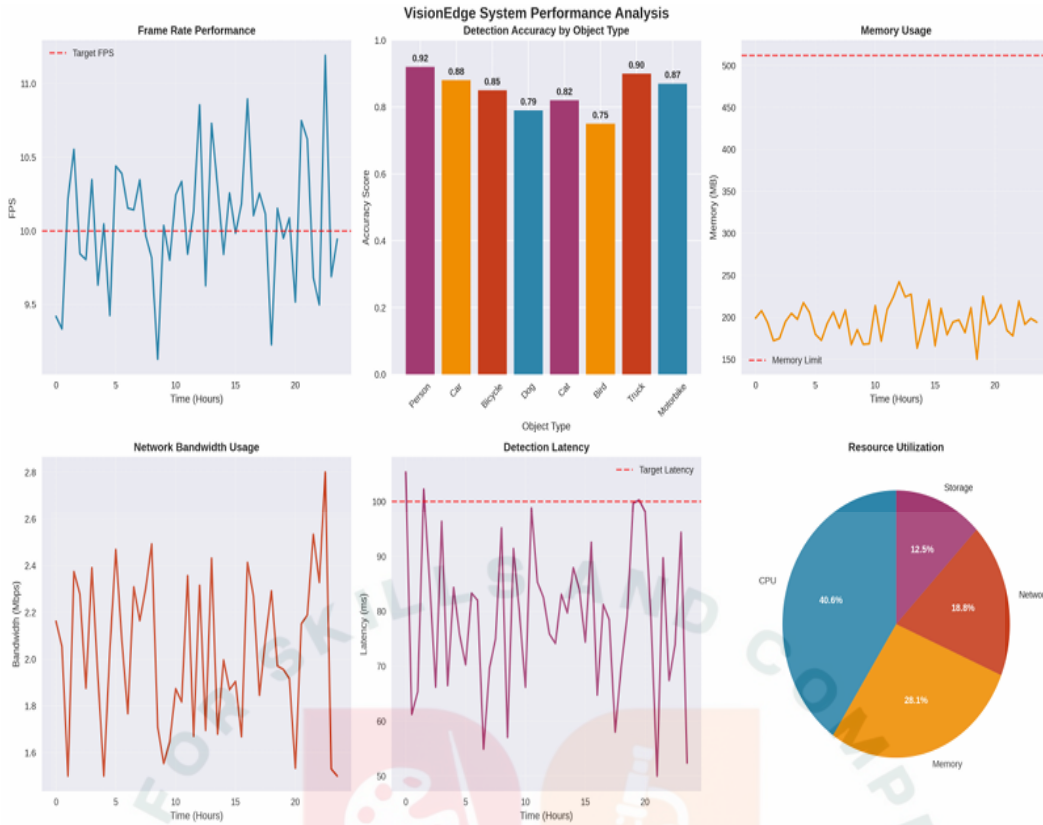 VisionEdge System Performance Analysis
Frame Rate Performance
Target FPS
11.0
10.5
10.0
9.5
FPS
0 5 10 15 20
Time (Hours)
Detection Accuracy by Object Type
1.0
0.8
0.6
0.4
0.2
0.0
Accuracy Score
0.92
0.88
0.85
0.79
0.82
0.75
0.90
0.87
Person
Car
Bicycle
Dog
Cat
Bird
Truck
Motorbike
Object Type
Memory Usage
500
450
400
350
300
250
200
150
Memory (MB)
Memory Limit
0 5 10 15 20
Time (Hours)
Network Bandwidth Usage
2.8
2.6
2.4
2.2
2.0
1.8
1.6
Bandwidth (Mbps)
0 5 10 15 20
Time (Hours)
Detection Latency
Target Latency
100
90
80
70
60
50
Latency (ms)
0 5 10 15 20
Time (Hours)
Resource Utilization
Storage
12.5%
CPU
40.6%
18.8%
Networ
28.1%
Memory
FOR SKILLS AND COMP